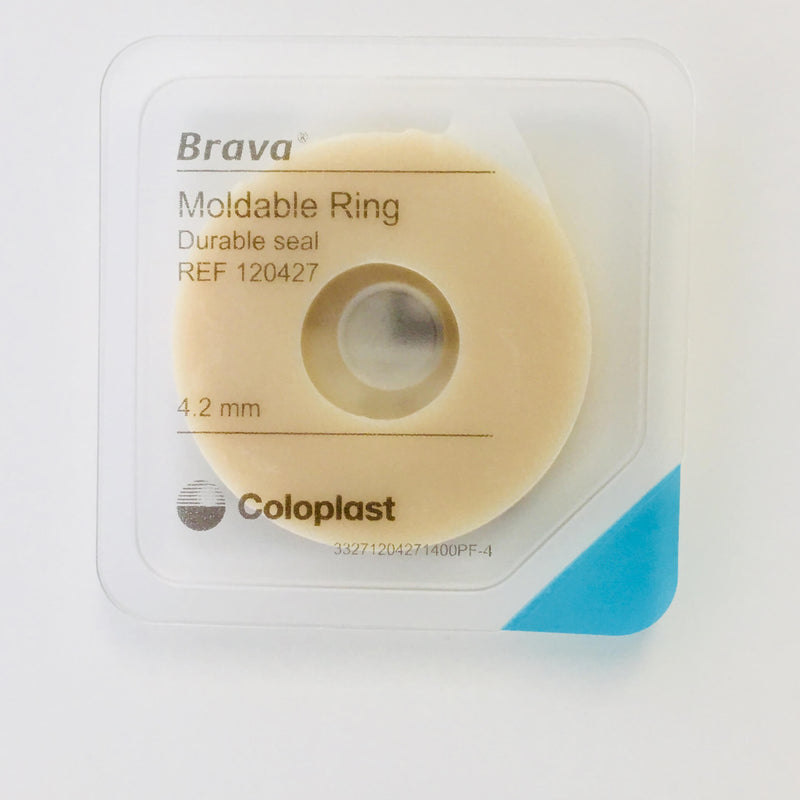 Brava®
Moldable Ring
Durable seal
REF 120427
4.2 mm
Coloplast
33271204271400PF-4